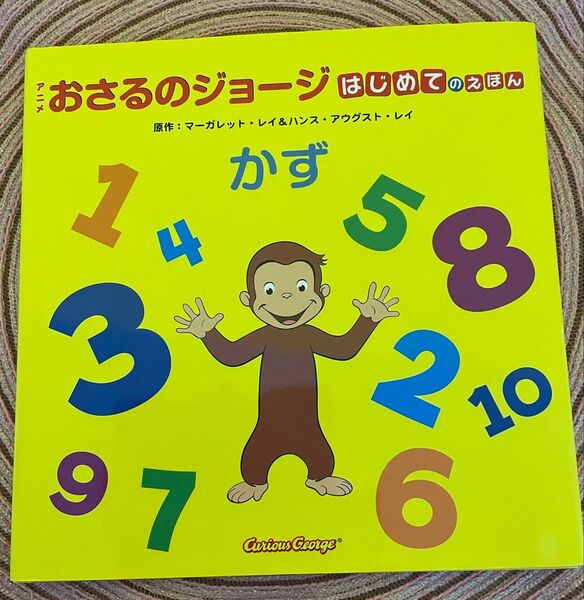 アニメ おさるのジョージ はじめてのえほん
原作：マーガレット・レイ＆ハンス・アウグスト・レイ
かず
1
5
8
4
3
2
10
9
7
6
Curious George®